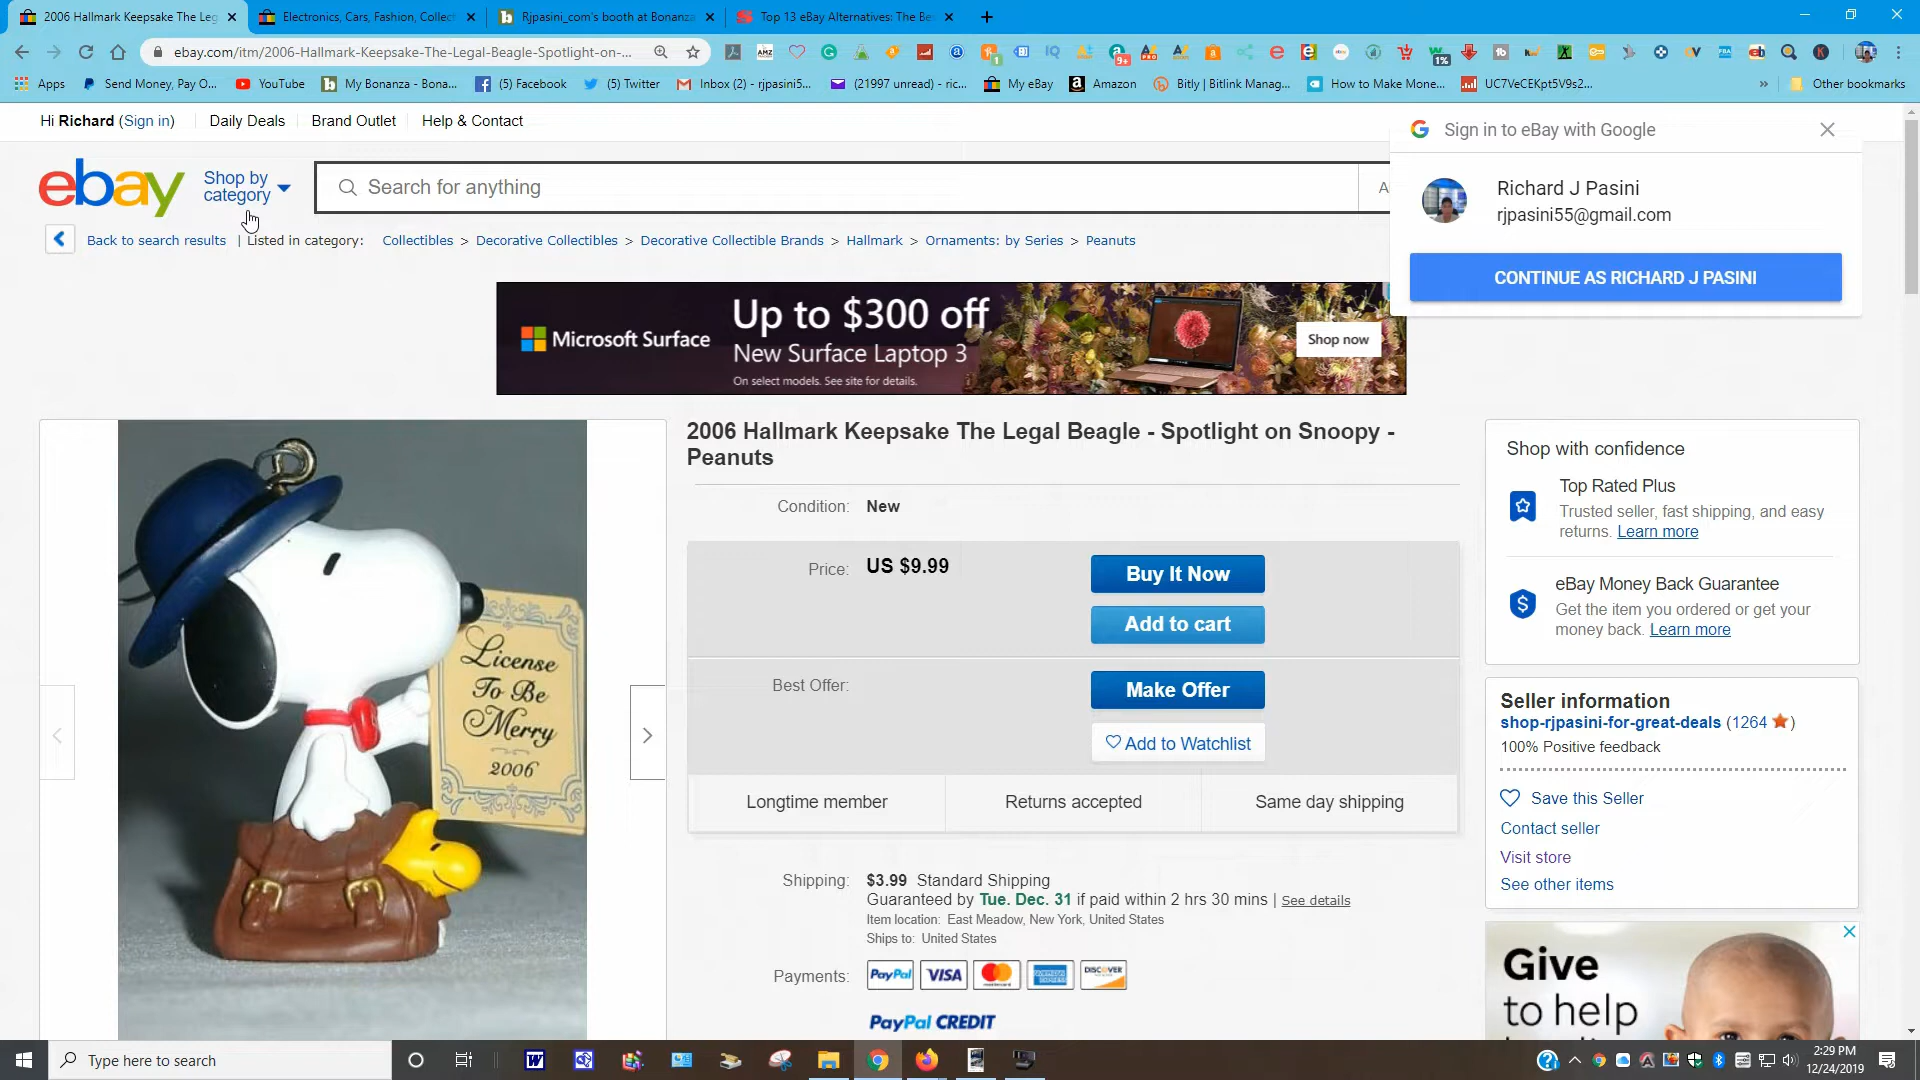 2006 Hallmark Keepsake The Leg
Electronics, Cars, Fashion, Collect
Rjpasini_com's booth at Bonanza
Top 13 eBay Alternatives: The Be
ebay.com/itm/2006-Hallmark-Keepsake-The-Legal-Beagle-Spotlight-on-...
Apps
Send Money, Pay O...
YouTube
My Bonanza - Bona...
(5) Facebook
(5) Twitter
Inbox (2) - rjpasini5...
(21997 unread) - ric...
My eBay
Amazon
Bitly | Bitlink Manag...
How to Make Mone...
UC7VeCEKpt5V9s2...
Other bookmarks
Hi Richard (Sign in)
Daily Deals
Brand Outlet
Help & Contact
Sign in to eBay with Google
Richard J Pasini
rjpasini55@gmail.com
CONTINUE AS RICHARD J PASINI
ebay
Shop by
category
Search for anything
A
Back to search results | Listed in category: Collectibles > Decorative Collectibles > Decorative Collectible Brands > Hallmark > Ornaments: by Series > Peanuts
Microsoft Surface
Up to $300 off
New Surface Laptop 3
On select models. See site for details.
Shop now
2006 Hallmark Keepsake The Legal Beagle - Spotlight on Snoopy -
Peanuts
Condition: New
Price: US $9.99
Buy It Now
Add to cart
Best Offer:
Make Offer
Add to Watchlist
Longtime member
Returns accepted
Same day shipping
Shipping: $3.99 Standard Shipping
Guaranteed by Tue. Dec. 31 if paid within 2 hrs 30 mins | See details
Item location: East Meadow, New York, United States
Ships to: United States
Payments:
PayPal
VISA
MasterCard
DISCOVER
PayPal CREDIT
License
To Be
Merry
2006
Shop with confidence
Top Rated Plus
Trusted seller, fast shipping, and easy
returns. Learn more
eBay Money Back Guarantee
Get the item you ordered or get your
money back. Learn more
Seller information
shop-rjpasini-for-great-deals (1264)
100% Positive feedback
Save this Seller
Contact seller
Visit store
See other items
Give
to help
Type here to search
2:29 PM
12/24/2019